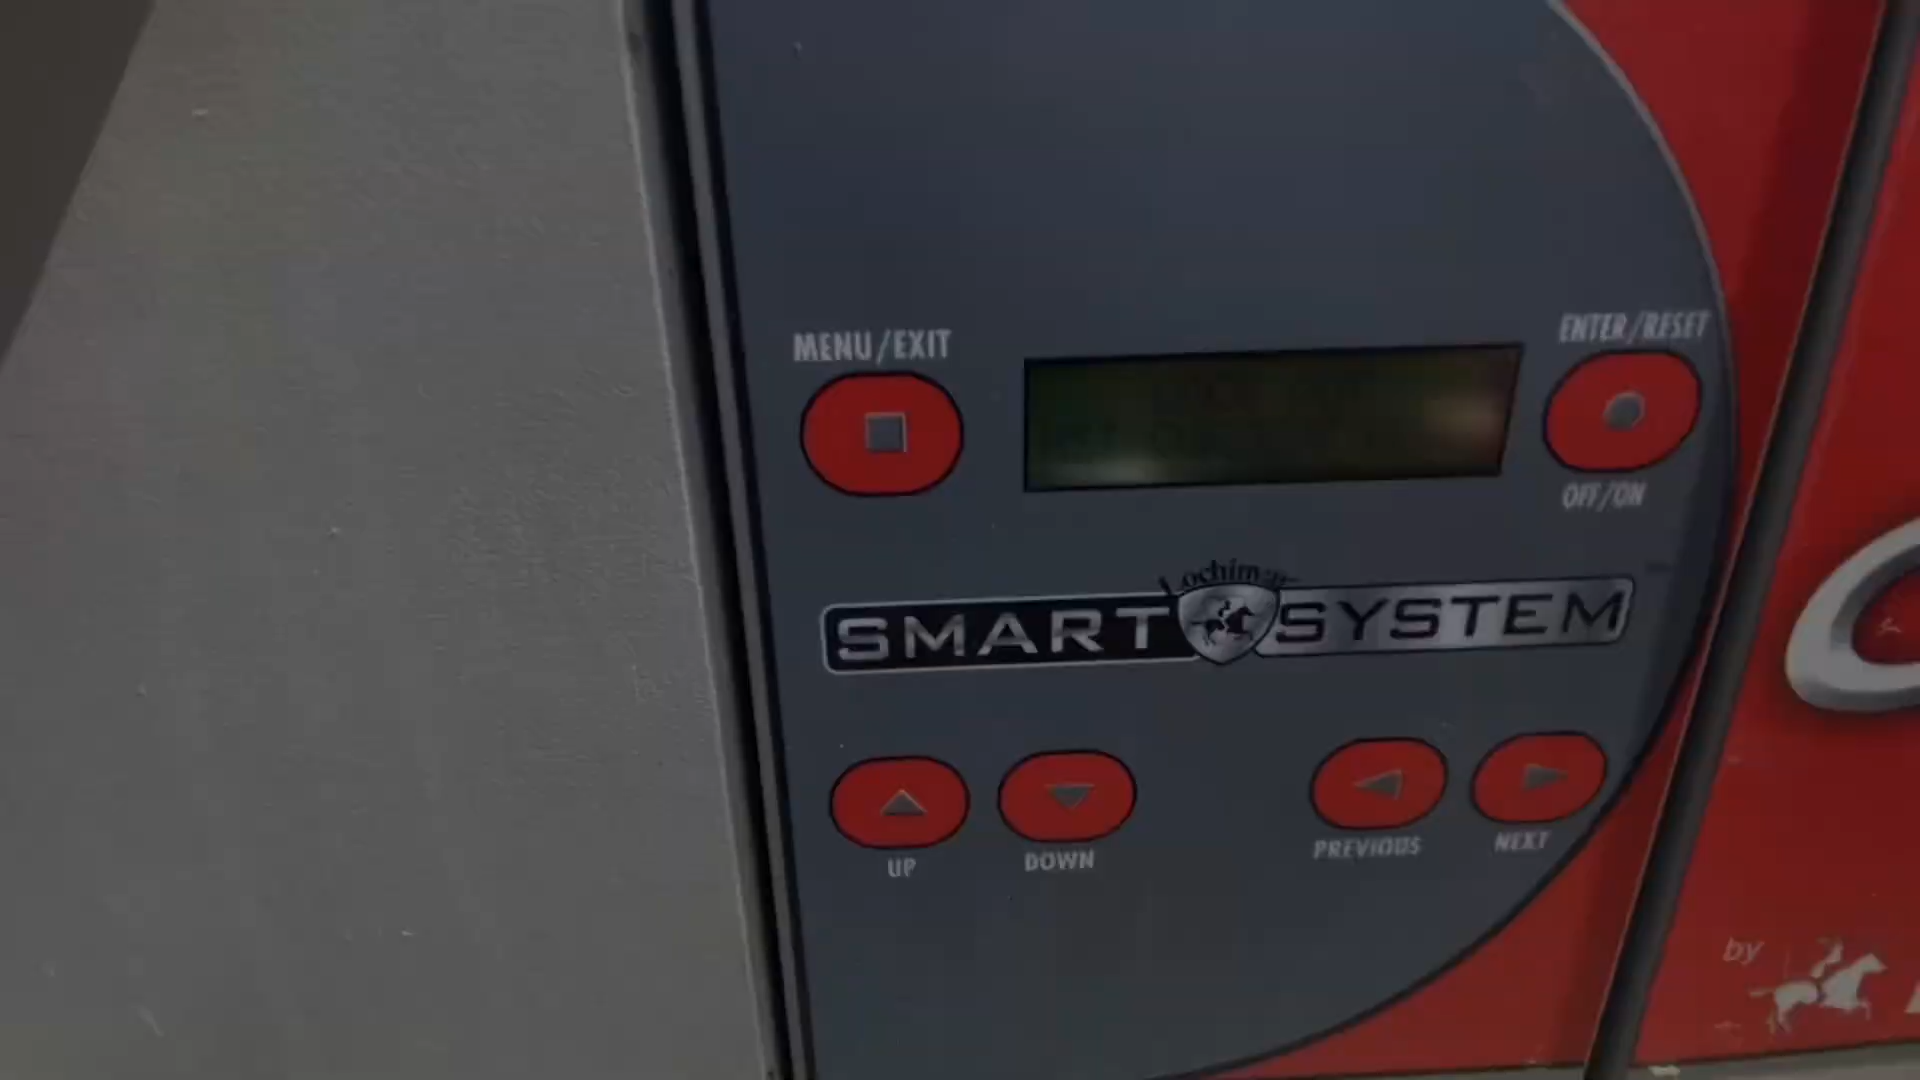 MENU/EXIT
ENTER/RESET
OFF/ON
Lochinvar
SMART SYSTEM
UP
DOWN
PREVIOUS
NEXT
by